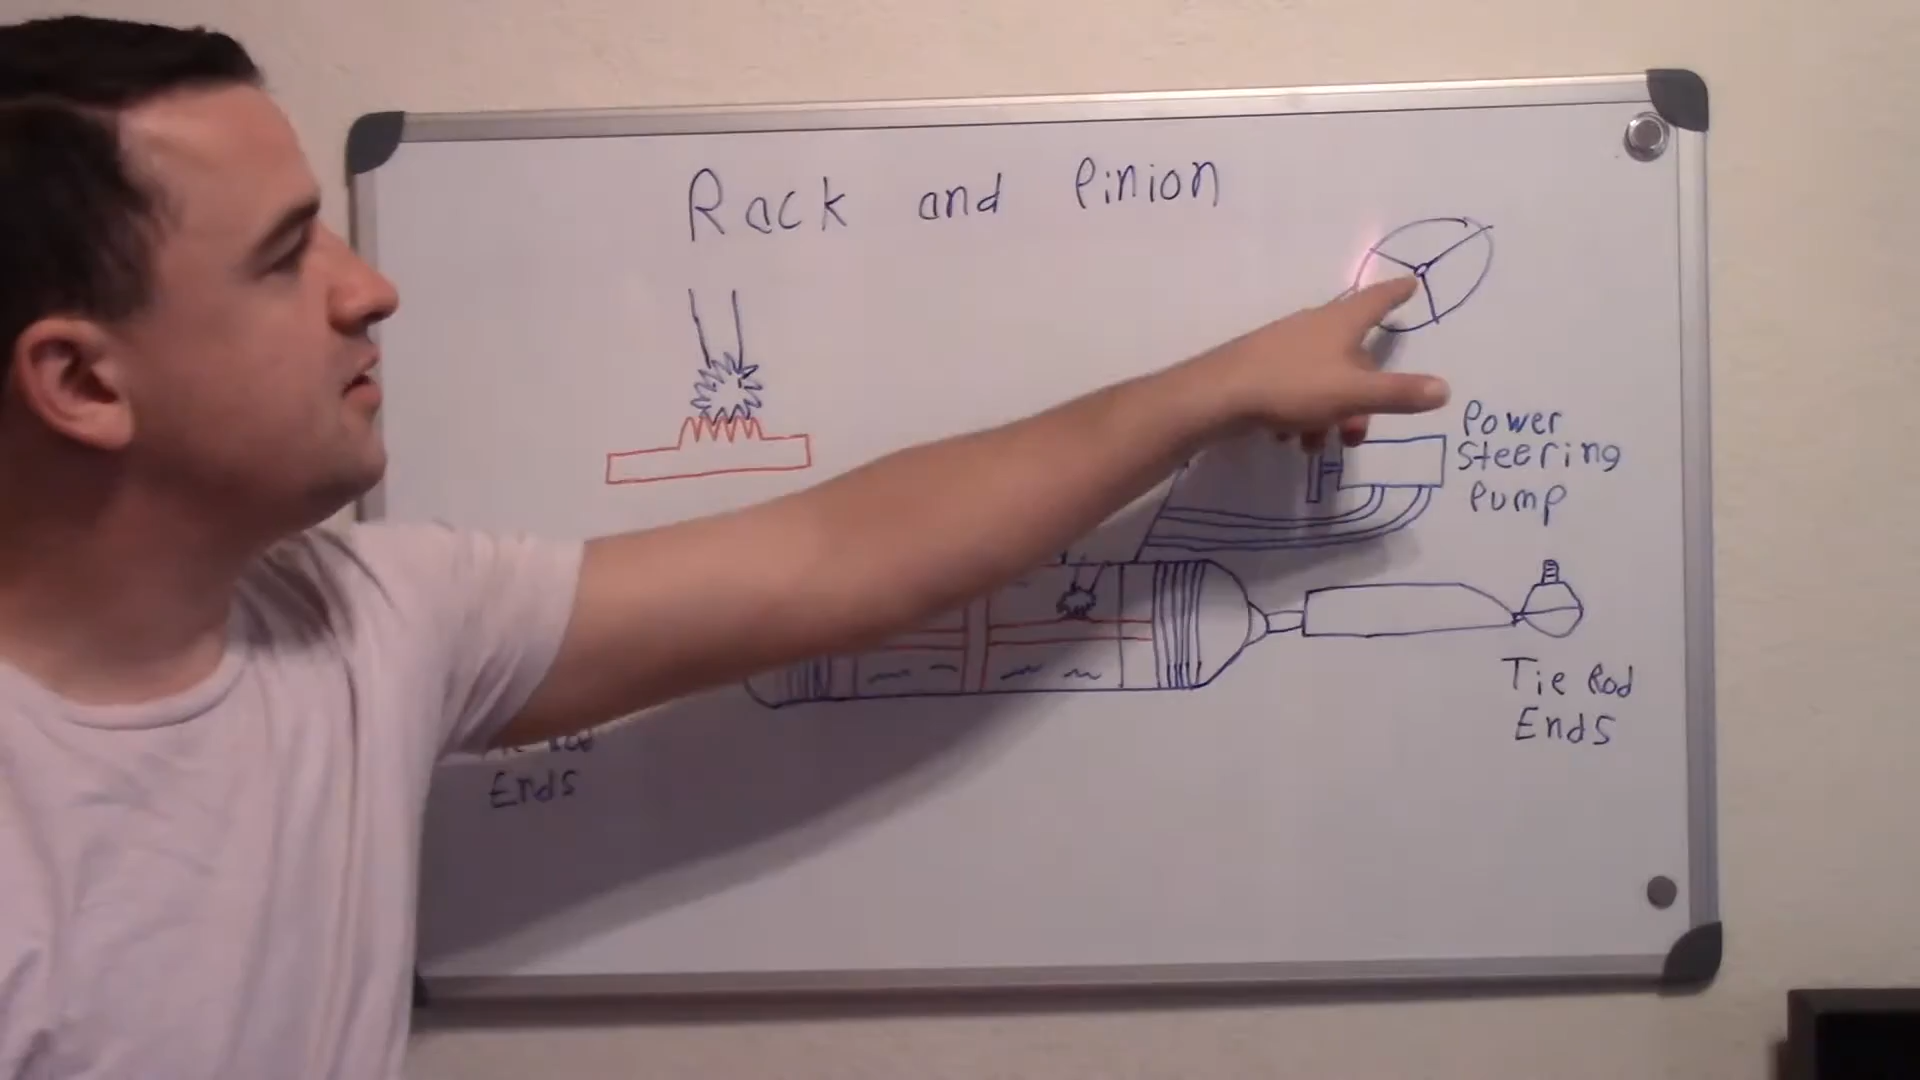 Rack and Pinion
Power
Steering
Pump
Tie Rod
Ends
Ends